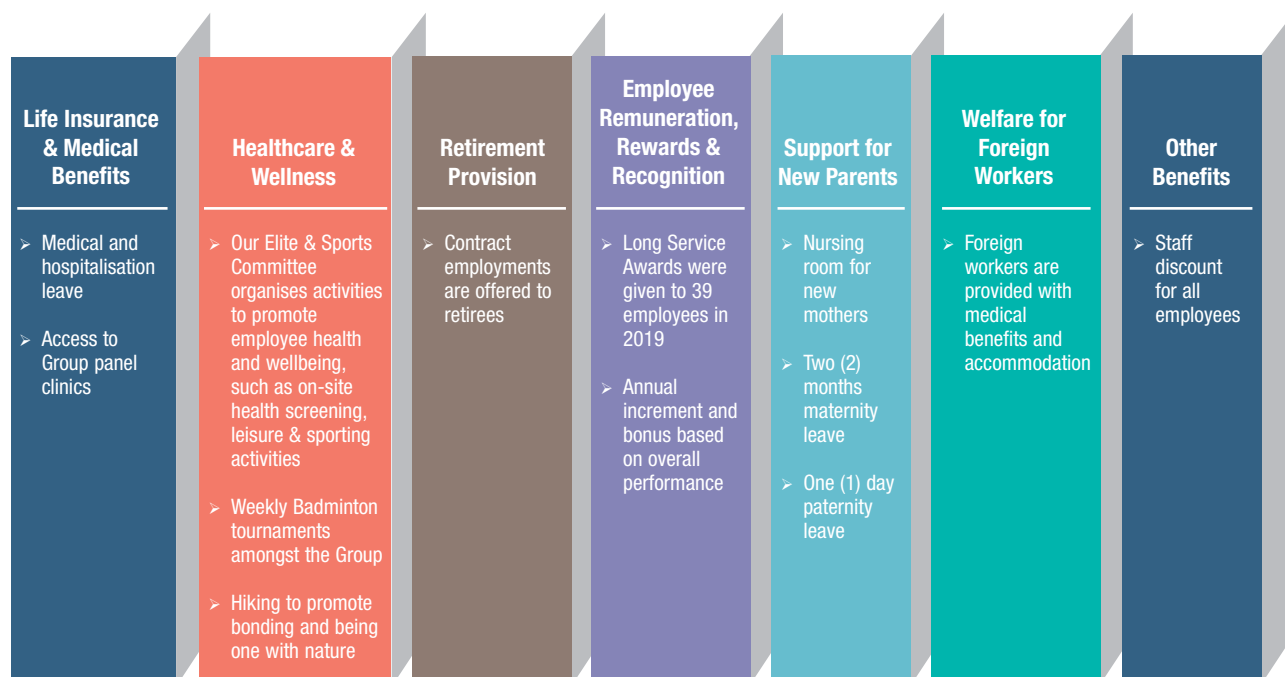 Life Insurance
& Medical
Benefits
➢ Medical and
hospitalisation
leave
➢ Access to
Group panel
clinics
Healthcare &
Wellness
➢ Our Elite & Sports
Committee
organises activities
to promote
employee health
and wellbeing,
such as on-site
health screening,
leisure & sporting
activities
➢ Weekly Badminton
tournaments
amongst the Group
➢ Hiking to promote
bonding and being
one with nature
Retirement
Provision
➢ Contract
employments
are offered to
retirees
Employee
Remuneration,
Rewards &
Recognition
➢ Long Service
Awards were
given to 39
employees in
2019
➢ Annual
increment and
bonus based
on overall
performance
Support for
New Parents
➢ Nursing
room for
new
mothers
➢ Two (2)
months
maternity
leave
➢ One (1) day
paternity
leave
Welfare for
Foreign
Workers
➢ Foreign
workers are
provided with
medical
benefits and
accommodation
Other
Benefits
➢ Staff
discount
for all
employees